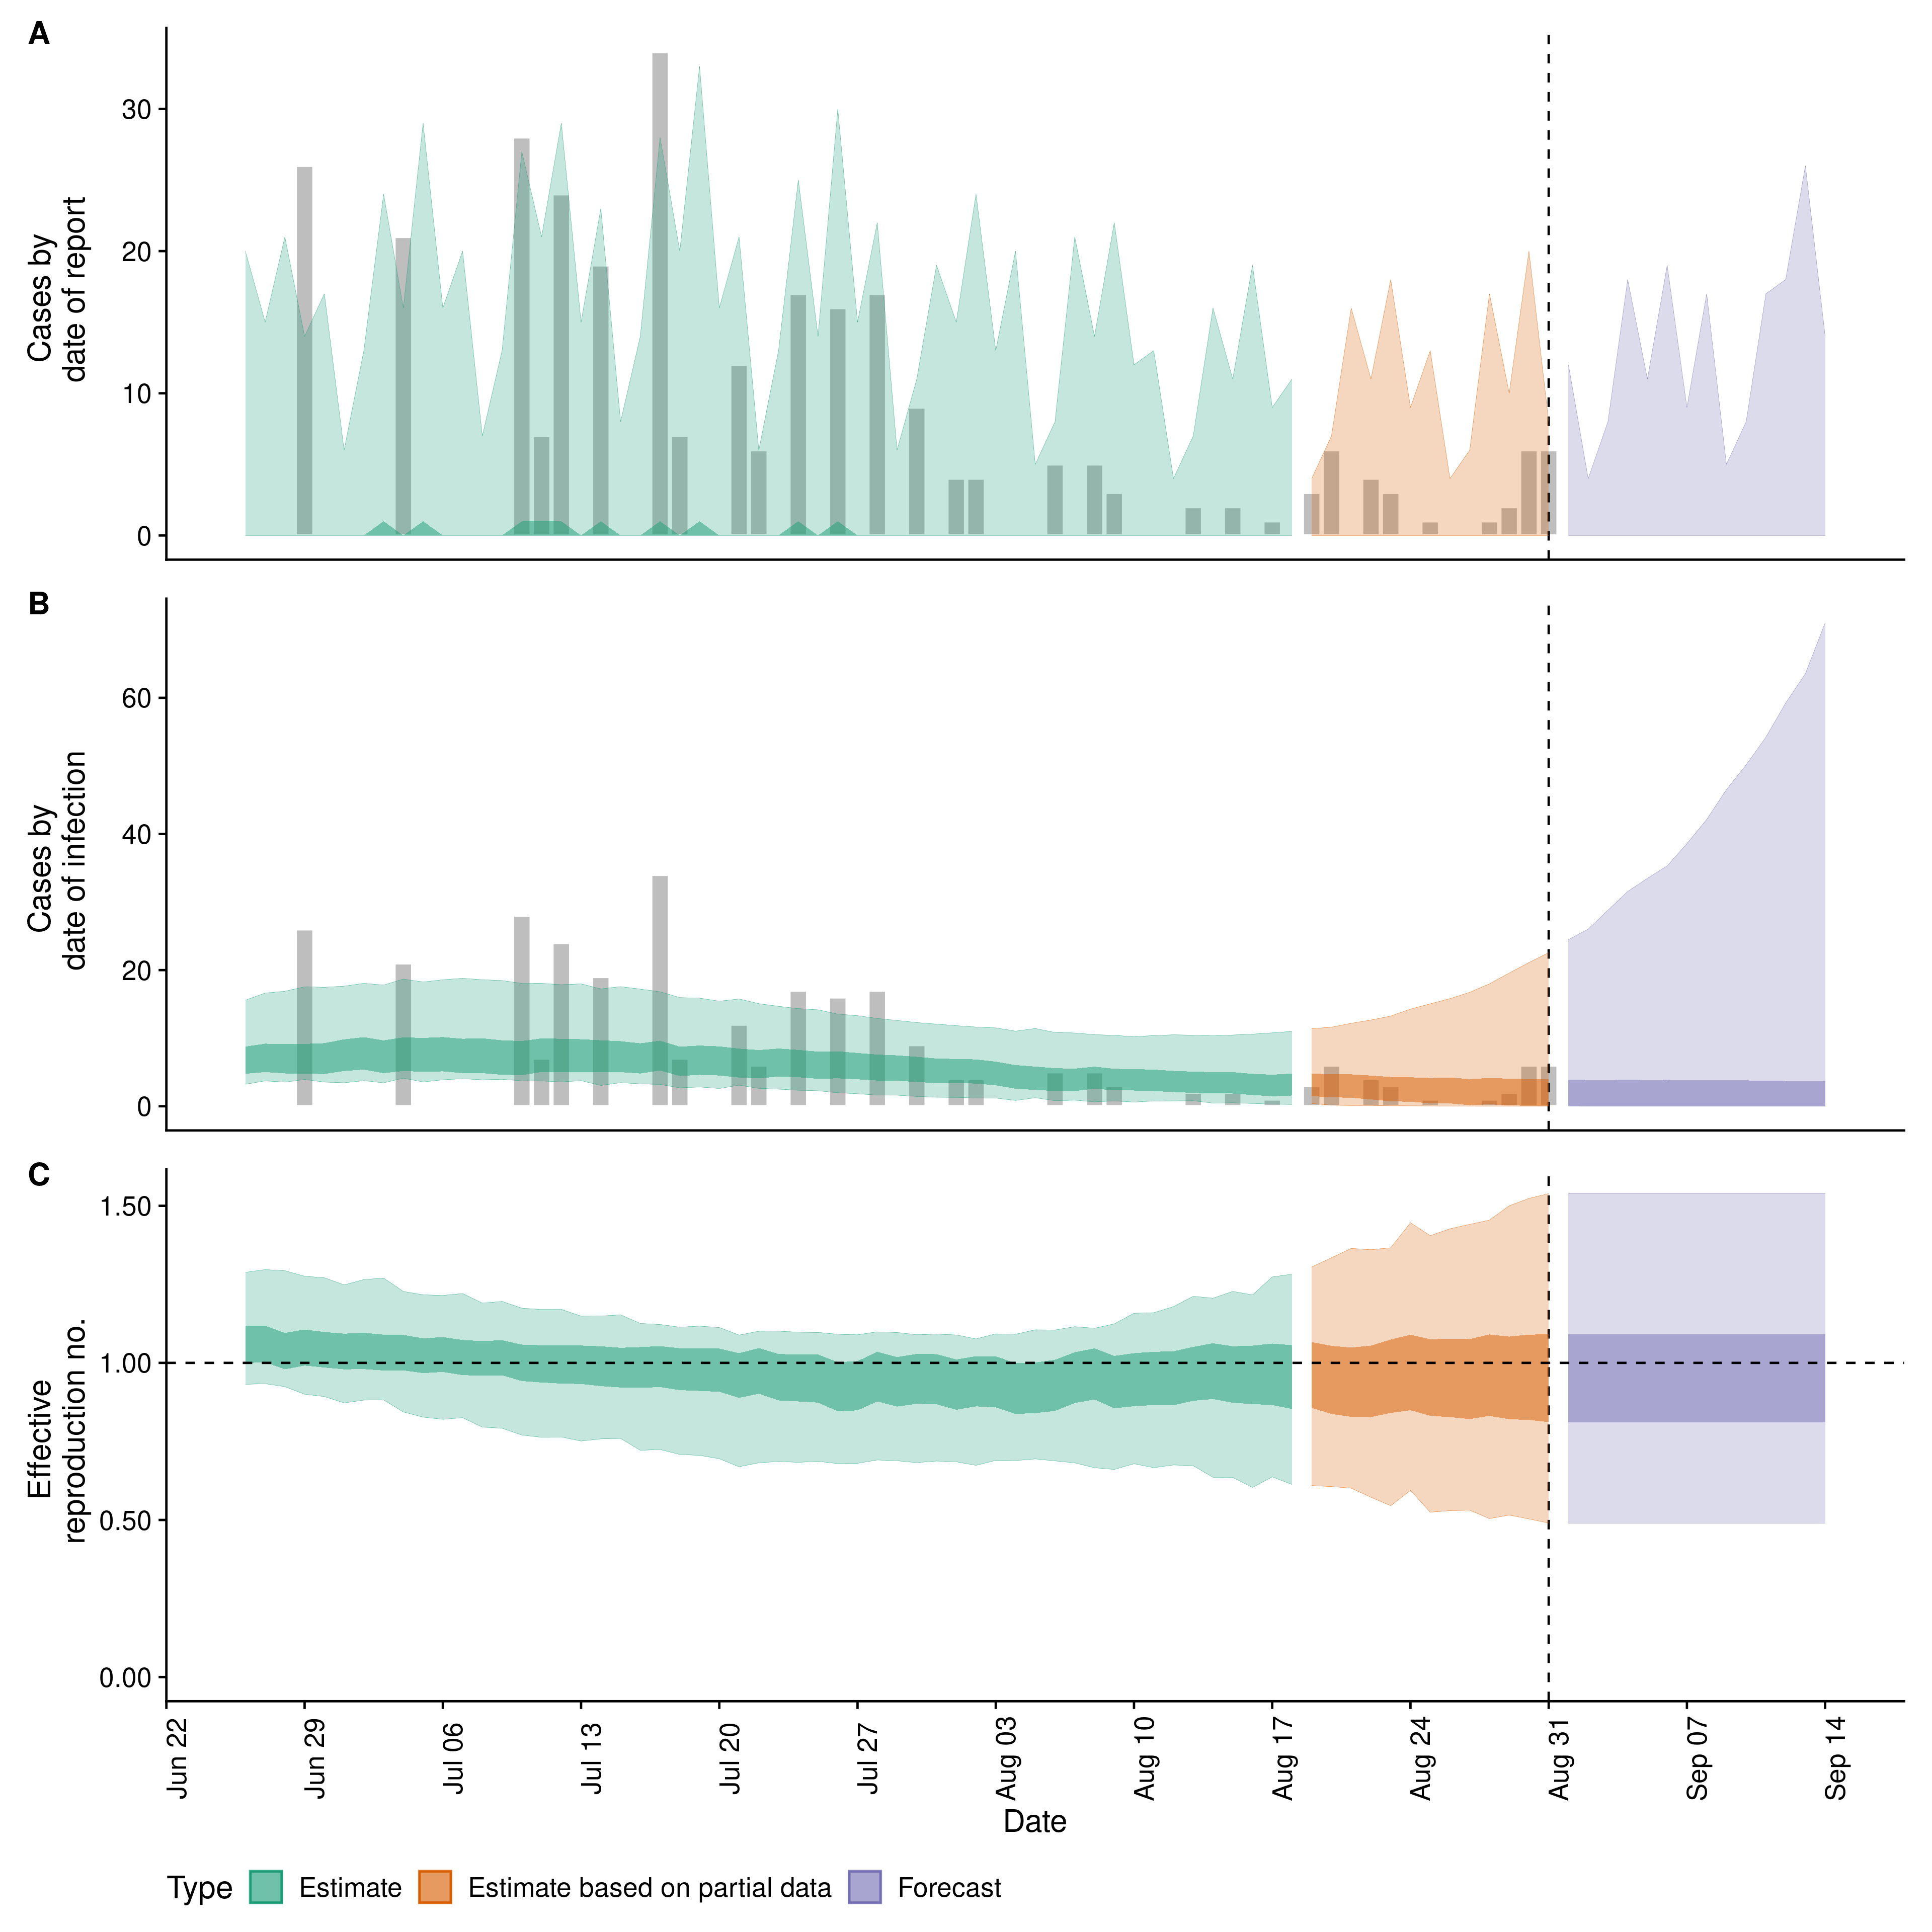 A
Cases by
date of report
30
20
10
0
B
Cases by
date of infection
60
40
20
0
C
Effective
reproduction no.
1.50
1.00
0.50
0.00
Jun 22
Jun 29
Jul 06
Jul 13
Jul 20
Jul 27
Aug 03
Aug 10
Aug 17
Aug 24
Aug 31
Sep 07
Sep 14
Date
Type
Estimate
Estimate based on partial data
Forecast